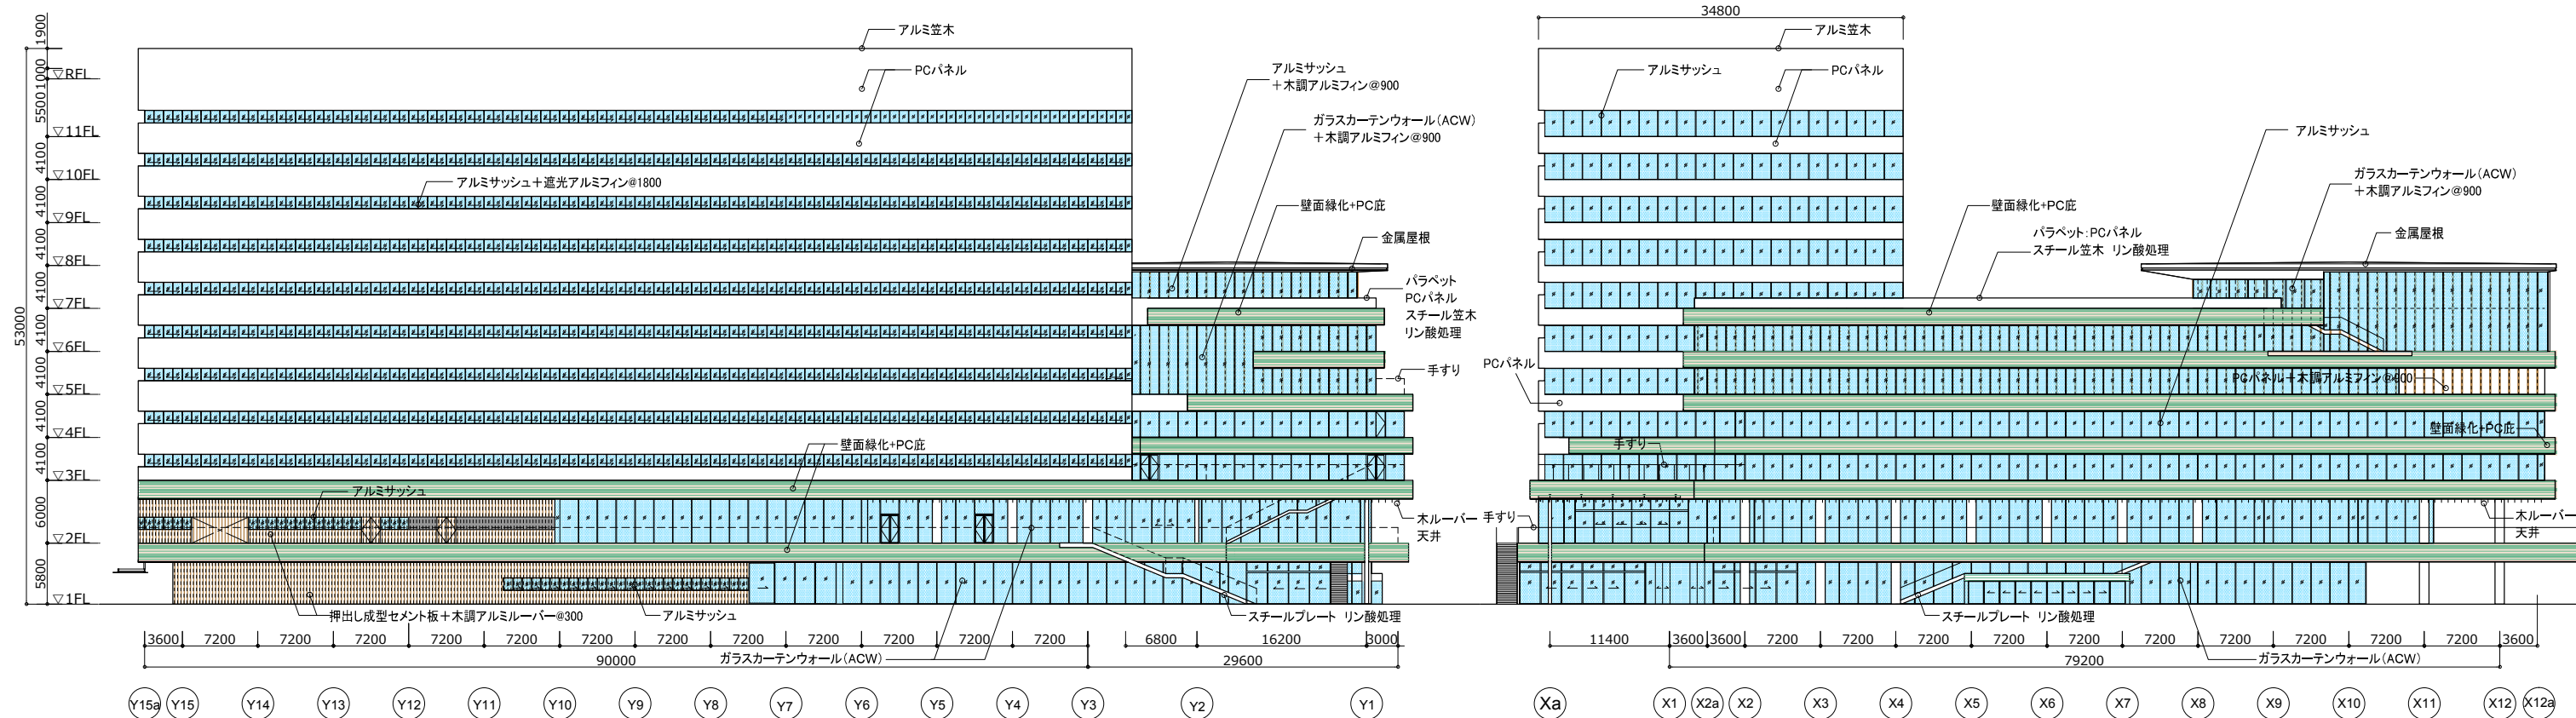 アルミ笠木
PCパネル
アルミサッシュ+遮光アルミフィン@1800
アルミサッシュ
+木調アルミフィン@900
ガラスカーテンウォール(ACW)
+木調アルミフィン@900
壁面緑化+PC庇
金属屋根
パラペット
PCパネル
スチール笠木
リン酸処理
手すり
壁面緑化+PC庇
アルミサッシュ
木ルーバー
天井
押出し成型セメント板+木調アルミルーバー@300
アルミサッシュ
スチールプレート リン酸処理
ガラスカーテンウォール(ACW)
1900
1000
5500
4100
4100
4100
4100
4100
4100
4100
4100
6000
5800
53000
▽RFL
▽11FL
▽10FL
▽9FL
▽8FL
▽7FL
▽6FL
▽5FL
▽4FL
▽3FL
▽2FL
▽1FL
3600 7200 7200 7200 7200 7200 7200 7200 7200 7200 7200 7200 7200 6800 16200 3000
90000 29600
Y15a Y15 Y14 Y13 Y12 Y11 Y10 Y9 Y8 Y7 Y6 Y5 Y4 Y3 Y2 Y1
34800
アルミ笠木
アルミサッシュ
PCパネル
アルミサッシュ
ガラスカーテンウォール(ACW)
+木調アルミフィン@900
壁面緑化+PC庇
パラペット:PCパネル
スチール笠木 リン酸処理
金属屋根
PCパネル
PCパネル+木調アルミフィン@900
壁面緑化+PC庇
手すり
手すり
木ルーバー
天井
スチールプレート リン酸処理
ガラスカーテンウォール(ACW)
11400 3600 3600 7200 7200 7200 7200 7200 7200 7200 7200 7200 7200 3600
79200
Xa X1 X2a X2 X3 X4 X5 X6 X7 X8 X9 X10 X11 X12 X12a